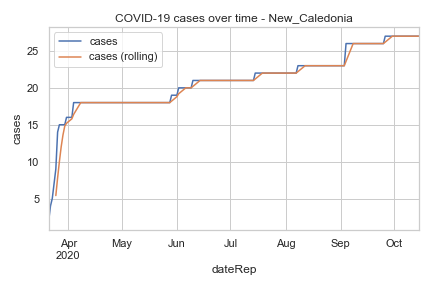 COVID-19 cases over time - New_Caledonia
cases
cases (rolling)
25
20
15
10
5
cases
Apr May Jun Jul Aug Sep Oct
2020
dateRep